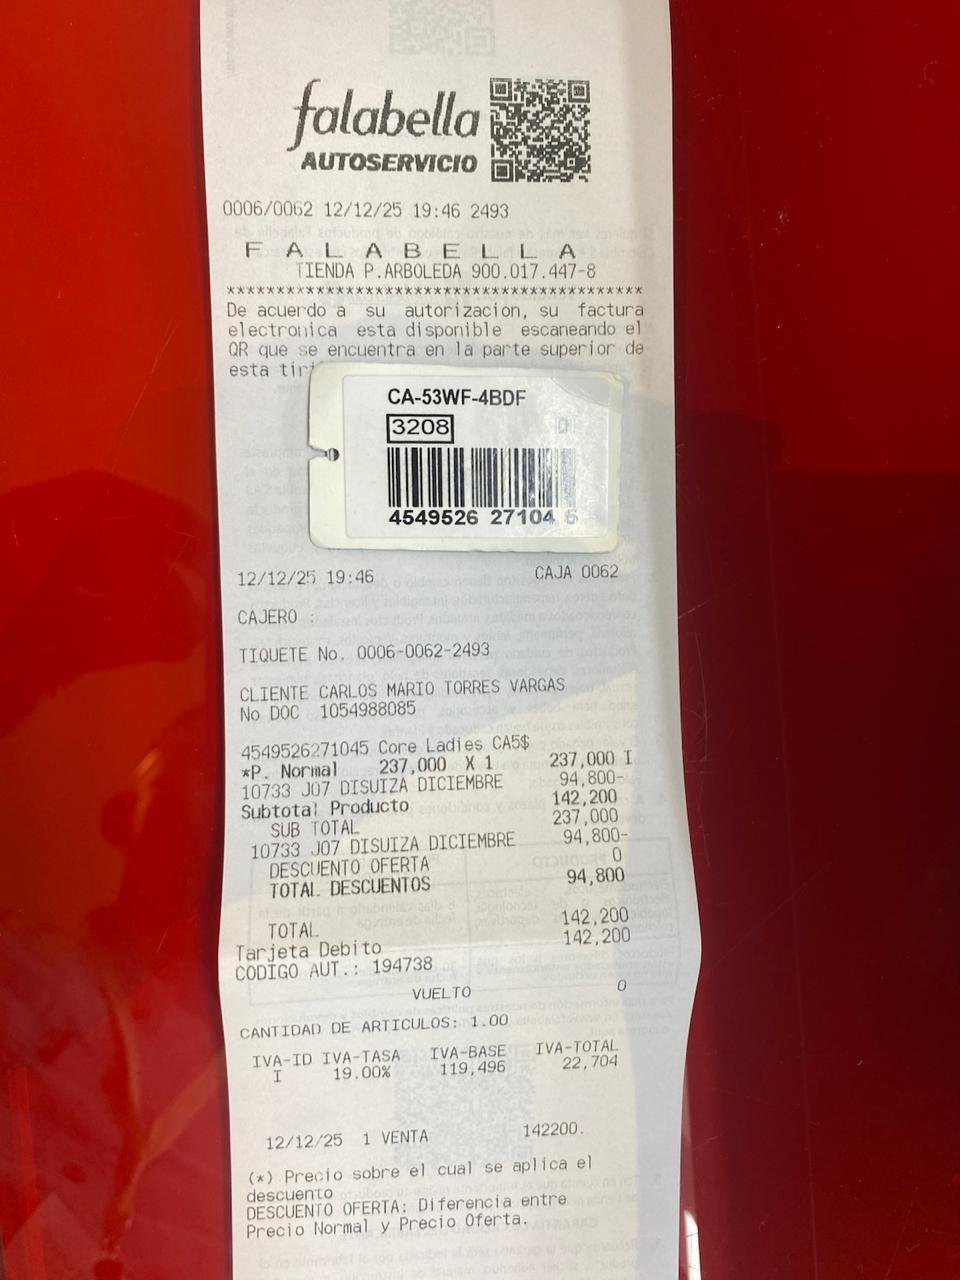 falabella
AUTOSERVICIO
0006/0062 12/12/25 19:46 2493
F A L A B E L L A
TIENDA P.ARBOLEDA 900.017.447-8
******************************************
De acuerdo a su autorizacion, su factura
electronica esta disponible escaneando el
QR que se encuentra en la parte superior de
esta
CA-53WF-4BDF
3208
4549526 27104 5
12/12/25 19:46 CAJA 0062
CAJERO :
TIQUETE No. 0006-0062-2493
CLIENTE CARLOS MARIO TORRES VARGAS
No DOC 1054988085
4549526271045 Core Ladies CA5$
*P. Normal 237,000 X 1 237,000 I
10733 J07 DISUIZA DICIEMBRE 94,800-
Subtotal Producto 142,200
SUB TOTAL 237,000
10733 J07 DISUIZA DICIEMBRE 94,800-
DESCUENTO OFERTA 0
TOTAL DESCUENTOS 94,800
TOTAL 142,200
Tarjeta Debito 142,200
CODIGO AUT.: 194738
VUELTO 0
CANTIDAD DE ARTICULOS: 1.00
IVA-ID IVA-TASA IVA-BASE IVA-TOTAL
I 19.00% 119,496 22,704
12/12/25 1 VENTA 142200.
(*) Precio sobre el cual se aplica el
descuento
DESCUENTO OFERTA: Diferencia entre
Precio Normal y Precio Oferta.